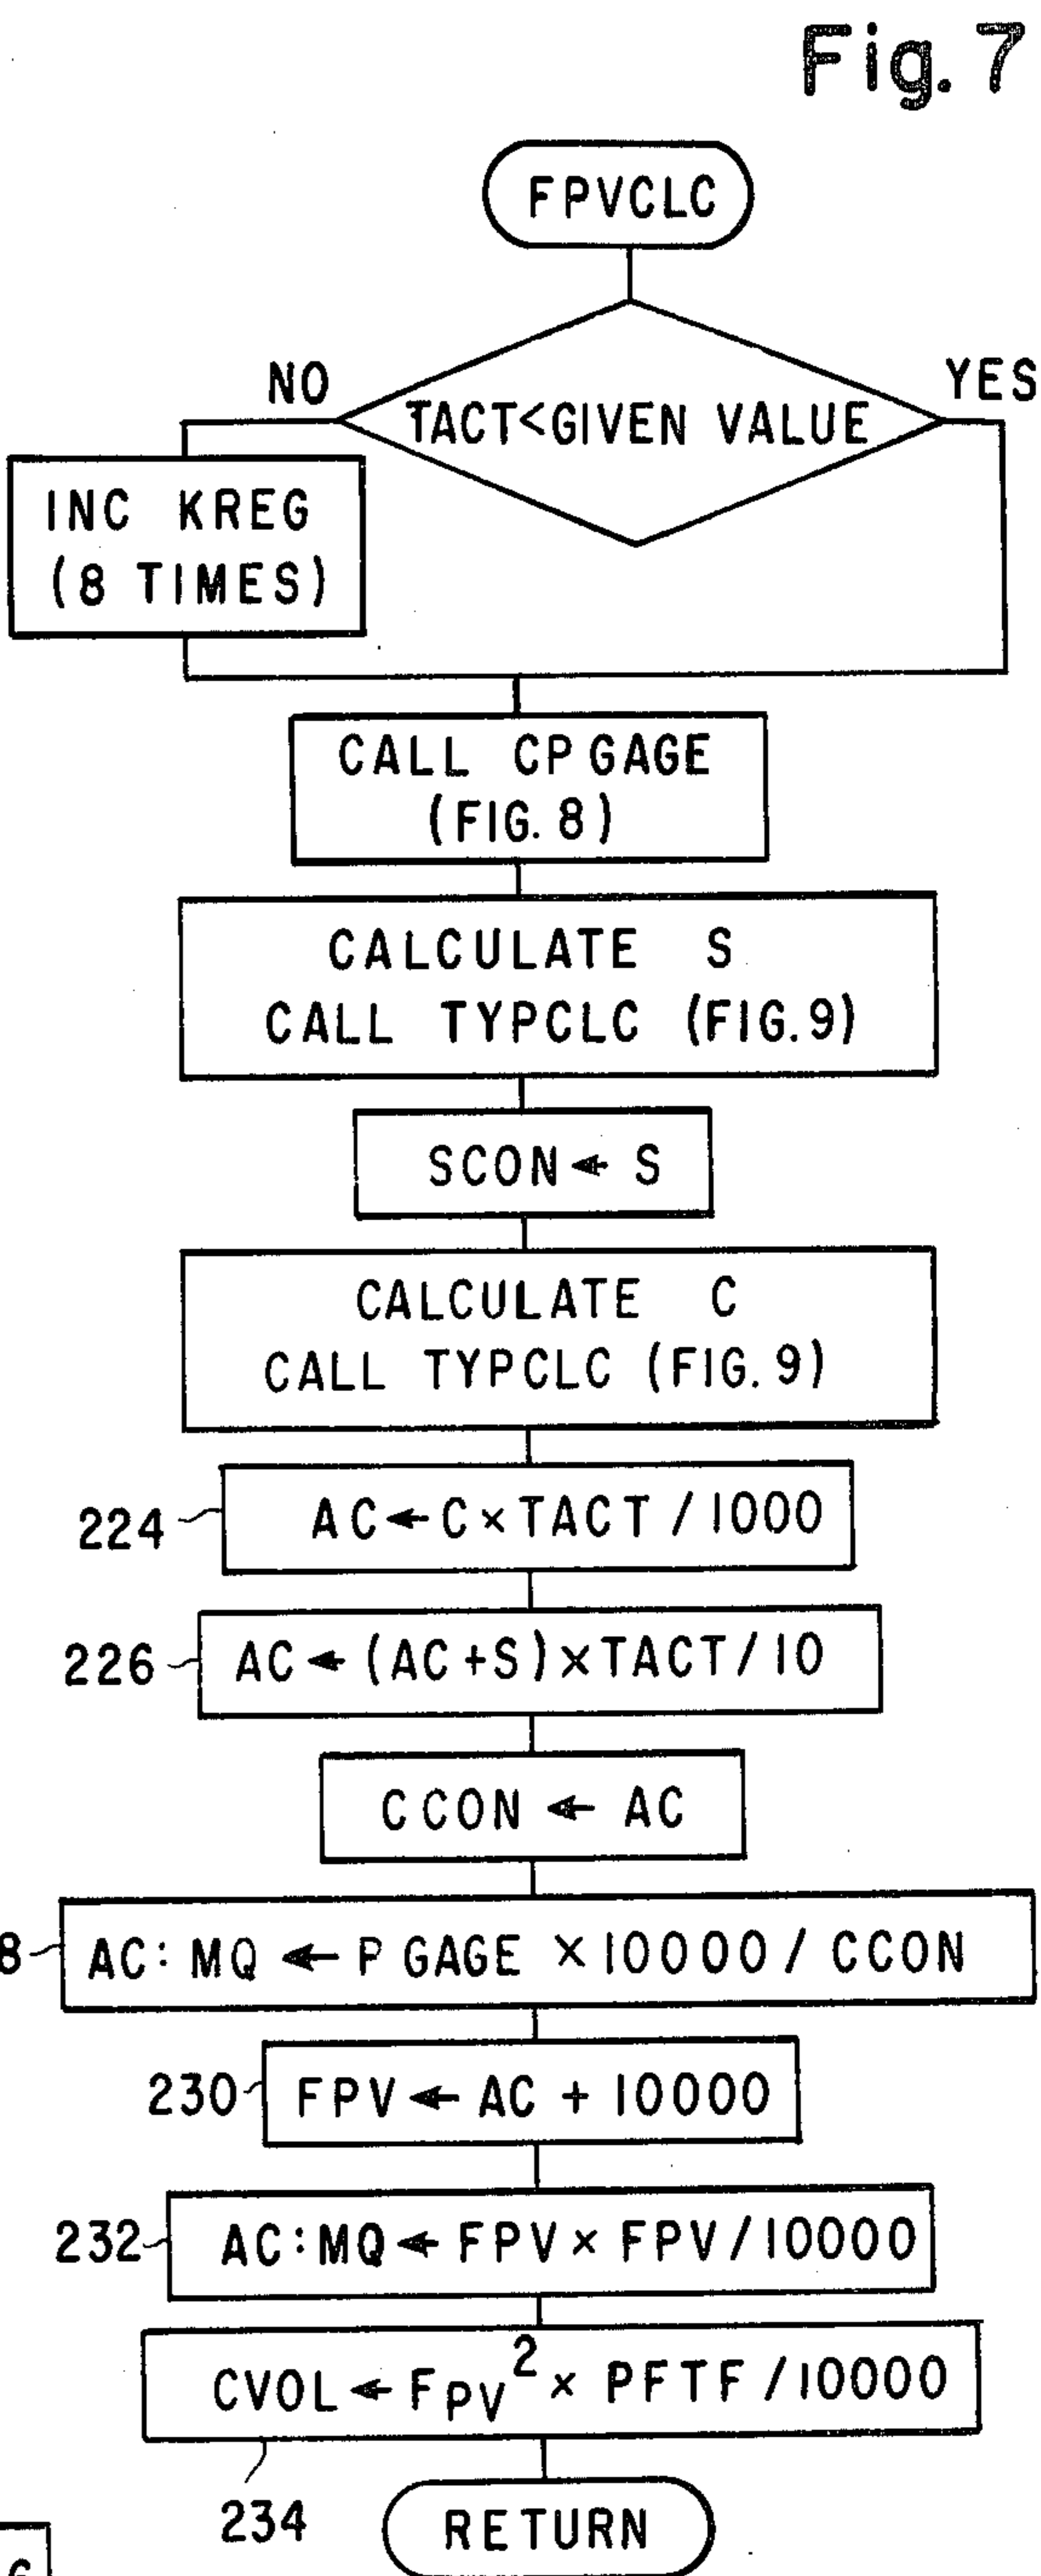 Fig. 7
FPVCLC
NO
YES
TACT<GIVEN VALUE
INC KREG
(8 TIMES)
CALL CPGAGE
(FIG. 8)
CALCULATE S
CALL TYPCLC (FIG. 9)
SCON ← S
CALCULATE C
CALL TYPCLC (FIG. 9)
224
AC ← C × TACT / 1000
226
AC ← (AC + S) × TACT / 10
CCON ← AC
8
AC: MQ ← PGAGE × 10000 / CCON
230
FPV ← AC + 10000
232
AC: MQ ← FPV × FPV / 10000
CVOL ← FPV² × PFTF / 10000
234
RETURN